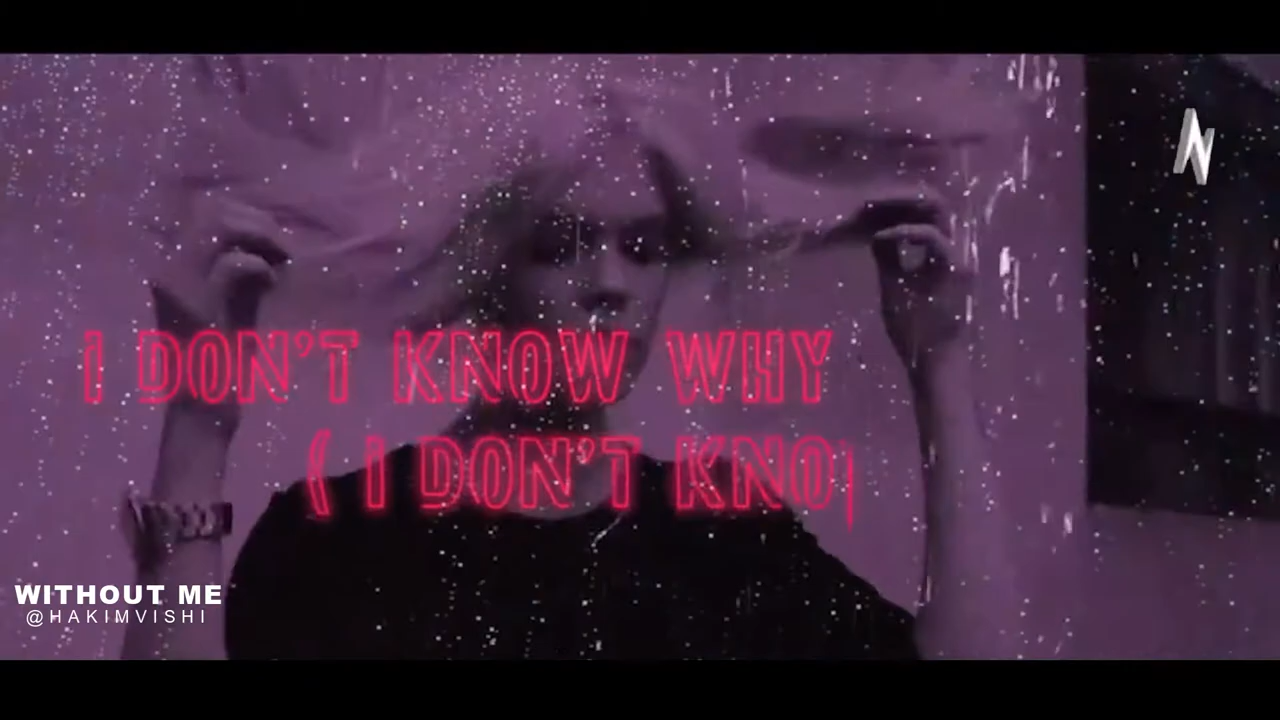 I DON'T KNOW WHY
( I DON'T KNO
WITHOUT ME
@HAKIMVISHI
N